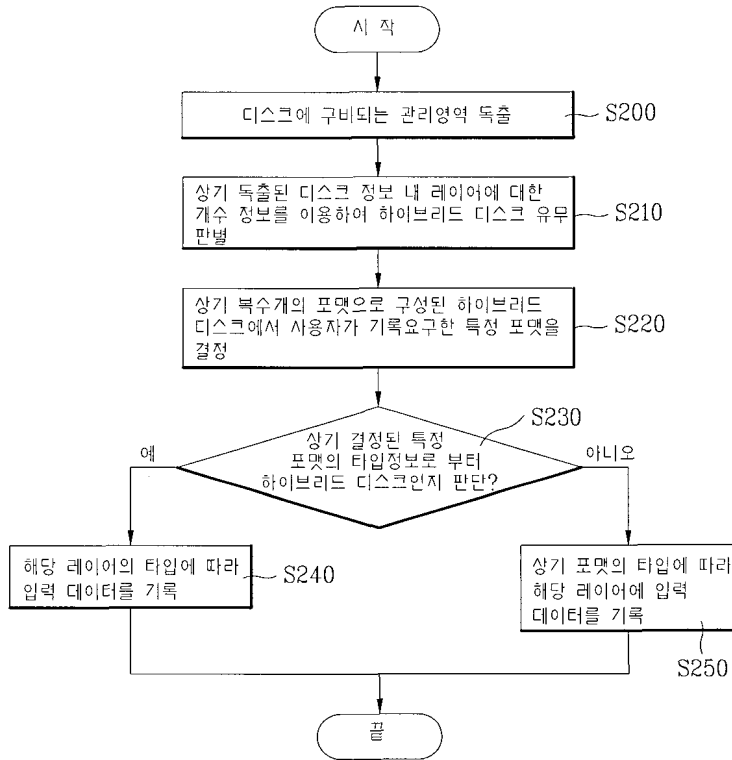 시 작
디스크에 구비되는 관리영역 독출
S200
상기 독출된 디스크 정보 내 레이어에 대한
개수 정보를 이용하여 하이브리드 디스크 유무
판별
S210
상기 복수개의 포맷으로 구성된 하이브리드
디스크에서 사용자가 기록요구한 특정 포맷을
결정
S220
S230
상기 결정된 특정
포맷의 타입정보로 부터
하이브리드 디스크인지 판단?
예
아니오
해당 레이어의 타입에 따라
입력 데이터를 기록
S240
상기 포맷의 타입에 따라
해당 레이어에 입력
데이터를 기록
S250
끝